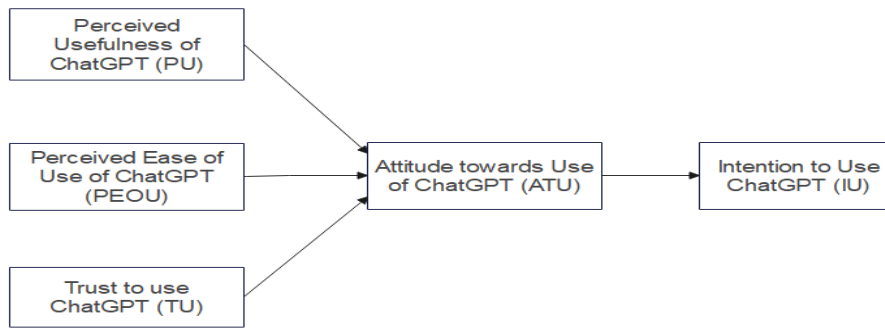 Perceived
Usefulness of
ChatGPT (PU)
Perceived Ease of
Use of ChatGPT
(PEOU)
Trust to use
ChatGPT (TU)
Attitude towards Use
of ChatGPT (ATU)
Intention to Use
ChatGPT (IU)